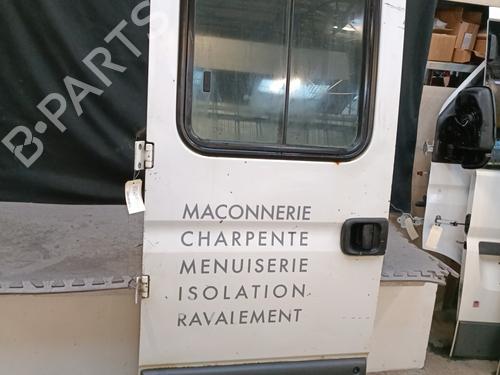 B-PARTS
MAÇONNERIE
CHARPENTE
MENUISERIE
ISOLATION
RAVALEMENT